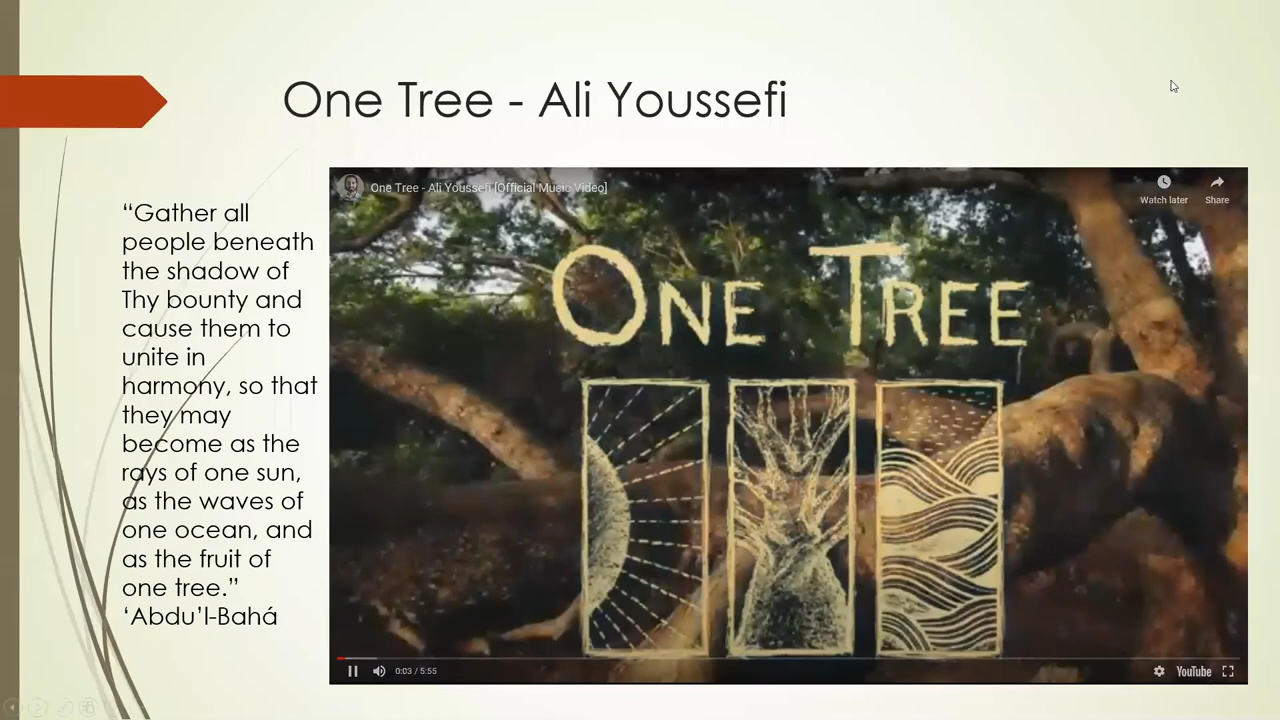 One Tree - Ali Youssefi
“Gather all
people beneath
the shadow of
Thy bounty and
cause them to
unite in
harmony, so that
they may
become as the
rays of one sun,
as the waves of
one ocean, and
as the fruit of
one tree.”
‘Abdu’l-Bahá
One Tree - Ali Youssefi [Official Music Video]
Watch later
Share
ONE TREE
0:03 / 5:55
YouTube